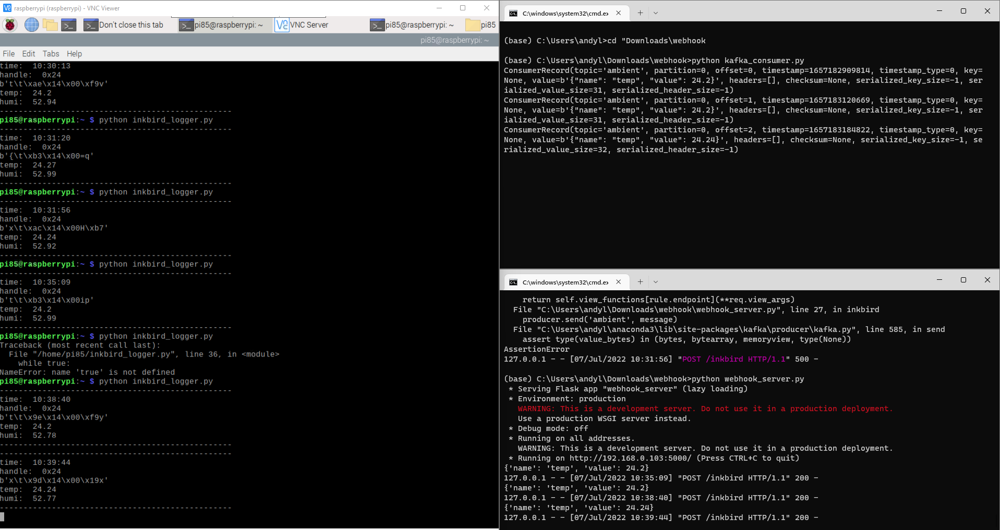 raspberrypi (raspberrypi) - VNC Viewer
Don't close this tab
pi85@raspberrypi: ~
VNC Server
pi85@raspberrypi: ~
pi85
pi85@raspberrypi: ~
File Edit Tabs Help
time:  10:30:13
handle:  0x24
b't\t\xae\x14\x00\xf9v'
temp:  24.2
humi:  52.94
--------------------------------------------------
pi85@raspberrypi:~ $ python inkbird_logger.py
--------------------------------------------------
time:  10:31:20
handle:  0x24
b'{\t\xb3\x14\x00=q'
temp:  24.27
humi:  52.99
--------------------------------------------------
pi85@raspberrypi:~ $ python inkbird_logger.py
--------------------------------------------------
time:  10:31:56
handle:  0x24
b'x\t\xac\x14\x00H\xb7'
temp:  24.24
humi:  52.92
--------------------------------------------------
pi85@raspberrypi:~ $ python inkbird_logger.py
--------------------------------------------------
time:  10:35:09
handle:  0x24
b't\t\xb3\x14\x00ip'
temp:  24.2
humi:  52.99
--------------------------------------------------
pi85@raspberrypi:~ $ python inkbird_logger.py
Traceback (most recent call last):
  File "/home/pi85/inkbird_logger.py", line 36, in <module>
    while true:
NameError: name 'true' is not defined
pi85@raspberrypi:~ $ python inkbird_logger.py
--------------------------------------------------
time:  10:38:40
handle:  0x24
b't\t\x9e\x14\x00\xf9y'
temp:  24.2
humi:  52.78
--------------------------------------------------
--------------------------------------------------
time:  10:39:44
handle:  0x24
b'x\t\x9d\x14\x00\x19x'
temp:  24.24
humi:  52.77
--------------------------------------------------
C:\windows\system32\cmd.ex
(base) C:\Users\andyl>cd "Downloads\webhook
(base) C:\Users\andyl\Downloads\webhook>python kafka_consumer.py
ConsumerRecord(topic='ambient', partition=0, offset=0, timestamp=1657182909814, timestamp_type=0, key=
None, value=b'{"name": "temp", "value": 24.2}', headers=[], checksum=None, serialized_key_size=-1, ser
ialized_value_size=31, serialized_header_size=-1)
ConsumerRecord(topic='ambient', partition=0, offset=1, timestamp=1657183120669, timestamp_type=0, key=
None, value=b'{"name": "temp", "value": 24.2}', headers=[], checksum=None, serialized_key_size=-1, ser
ialized_value_size=31, serialized_header_size=-1)
ConsumerRecord(topic='ambient', partition=0, offset=2, timestamp=1657183184822, timestamp_type=0, key=
None, value=b'{"name": "temp", "value": 24.24}', headers=[], checksum=None, serialized_key_size=-1, se
rialized_value_size=32, serialized_header_size=-1)
C:\windows\system32\cmd.ex
    return self.view_functions[rule.endpoint](**req.view_args)
  File "C:\Users\andyl\Downloads\webhook\webhook_server.py", line 27, in inkbird
    producer.send('ambient', message)
  File "C:\Users\andyl\anaconda3\lib\site-packages\kafka\producer\kafka.py", line 585, in send
    assert type(value_bytes) in (bytes, bytearray, memoryview, type(None))
AssertionError
127.0.0.1 - - [07/Jul/2022 10:31:56] "POST /inkbird HTTP/1.1" 500 -
(base) C:\Users\andyl\Downloads\webhook>python webhook_server.py
 * Serving Flask app "webhook_server" (lazy loading)
 * Environment: production
   WARNING: This is a development server. Do not use it in a production deployment.
   Use a production WSGI server instead.
 * Debug mode: off
 * Running on all addresses.
   WARNING: This is a development server. Do not use it in a production deployment.
 * Running on http://192.168.0.103:5000/ (Press CTRL+C to quit)
{'name': 'temp', 'value': 24.2}
127.0.0.1 - - [07/Jul/2022 10:35:09] "POST /inkbird HTTP/1.1" 200 -
{'name': 'temp', 'value': 24.2}
127.0.0.1 - - [07/Jul/2022 10:38:40] "POST /inkbird HTTP/1.1" 200 -
{'name': 'temp', 'value': 24.24}
127.0.0.1 - - [07/Jul/2022 10:39:44] "POST /inkbird HTTP/1.1" 200 -